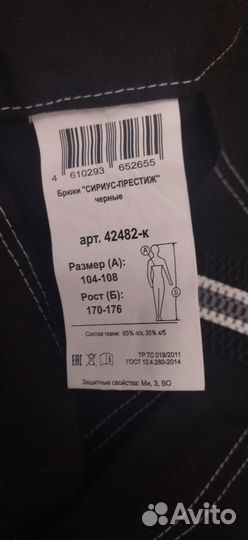 4 610293 652655
Брюки "СИРИУС-ПРЕСТИЖ"
черные
арт. 42482-к
Размер (А):
104-108
Рост (Б):
170-176
А
Б
Состав ткани: 65% п/э, 35% х/б
EAC
ТР ТС 019/2011
ГОСТ 12.4.280-2014
Защитные свойства: Ми, З, ВО
Avito